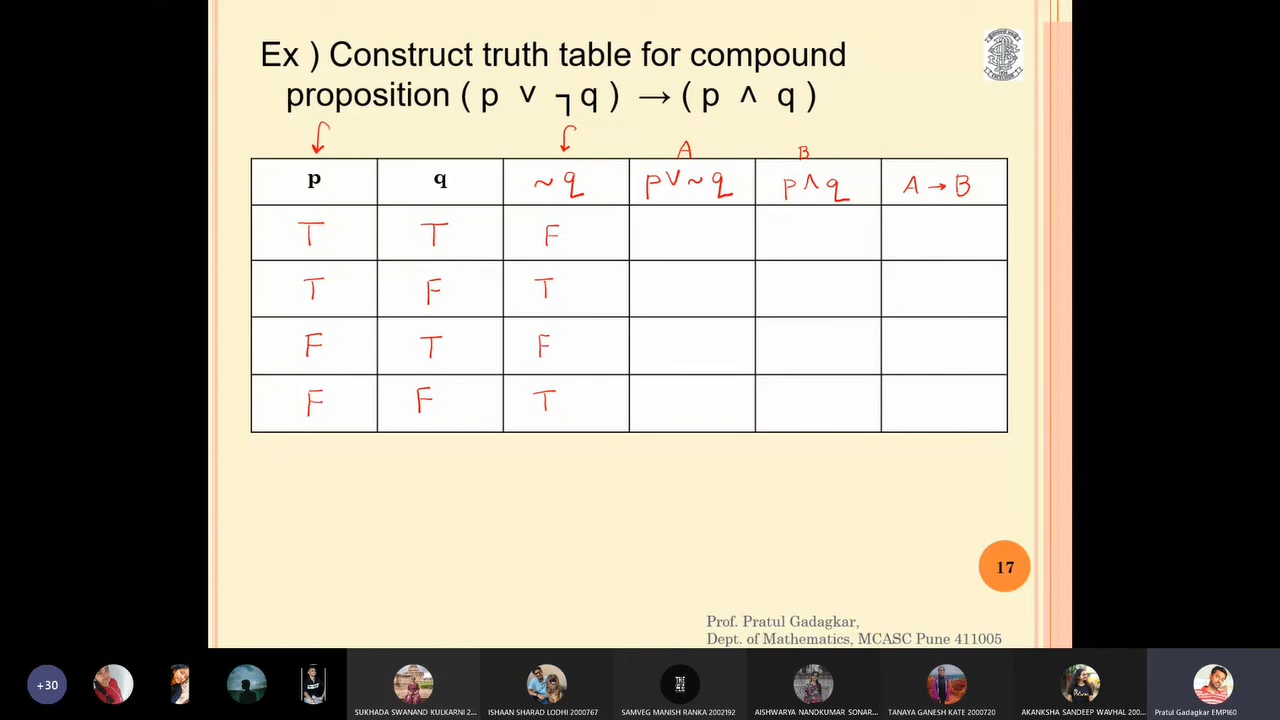 Ex ) Construct truth table for compound
proposition ( p ∨ ¬ q ) → ( p ∧ q )
A B
p q ~q p∨~q p∧q A→B
T T F
T F T
F T F
F F T
17
Prof. Pratul Gadagkar,
Dept. of Mathematics, MCASC Pune 411005
+30
SUKHADA SWANAND KULKARNI 2...
ISHAAN SHARAD LODHI 2000767
SAMVEG MANISH RANKA 2002192
AISHWARYA NANDKUMAR SONAR...
TANAYA GANESH KATE 2000720
AKANKSHA SANDEEP WAVHAL 200...
Pratul Gadagkar EMP160